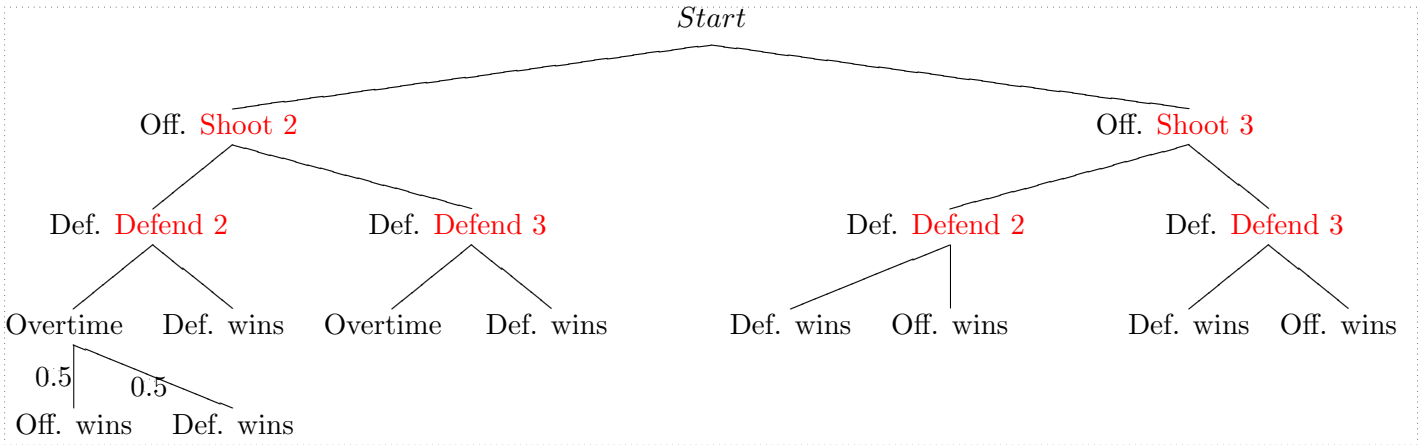 Start
Off. Shoot 2 Off. Shoot 3
Def. Defend 2 Def. Defend 3 Def. Defend 2 Def. Defend 3
Overtime Def. wins Overtime Def. wins Def. wins Off. wins Def. wins Off. wins
0.5 0.5
Off. wins Def. wins